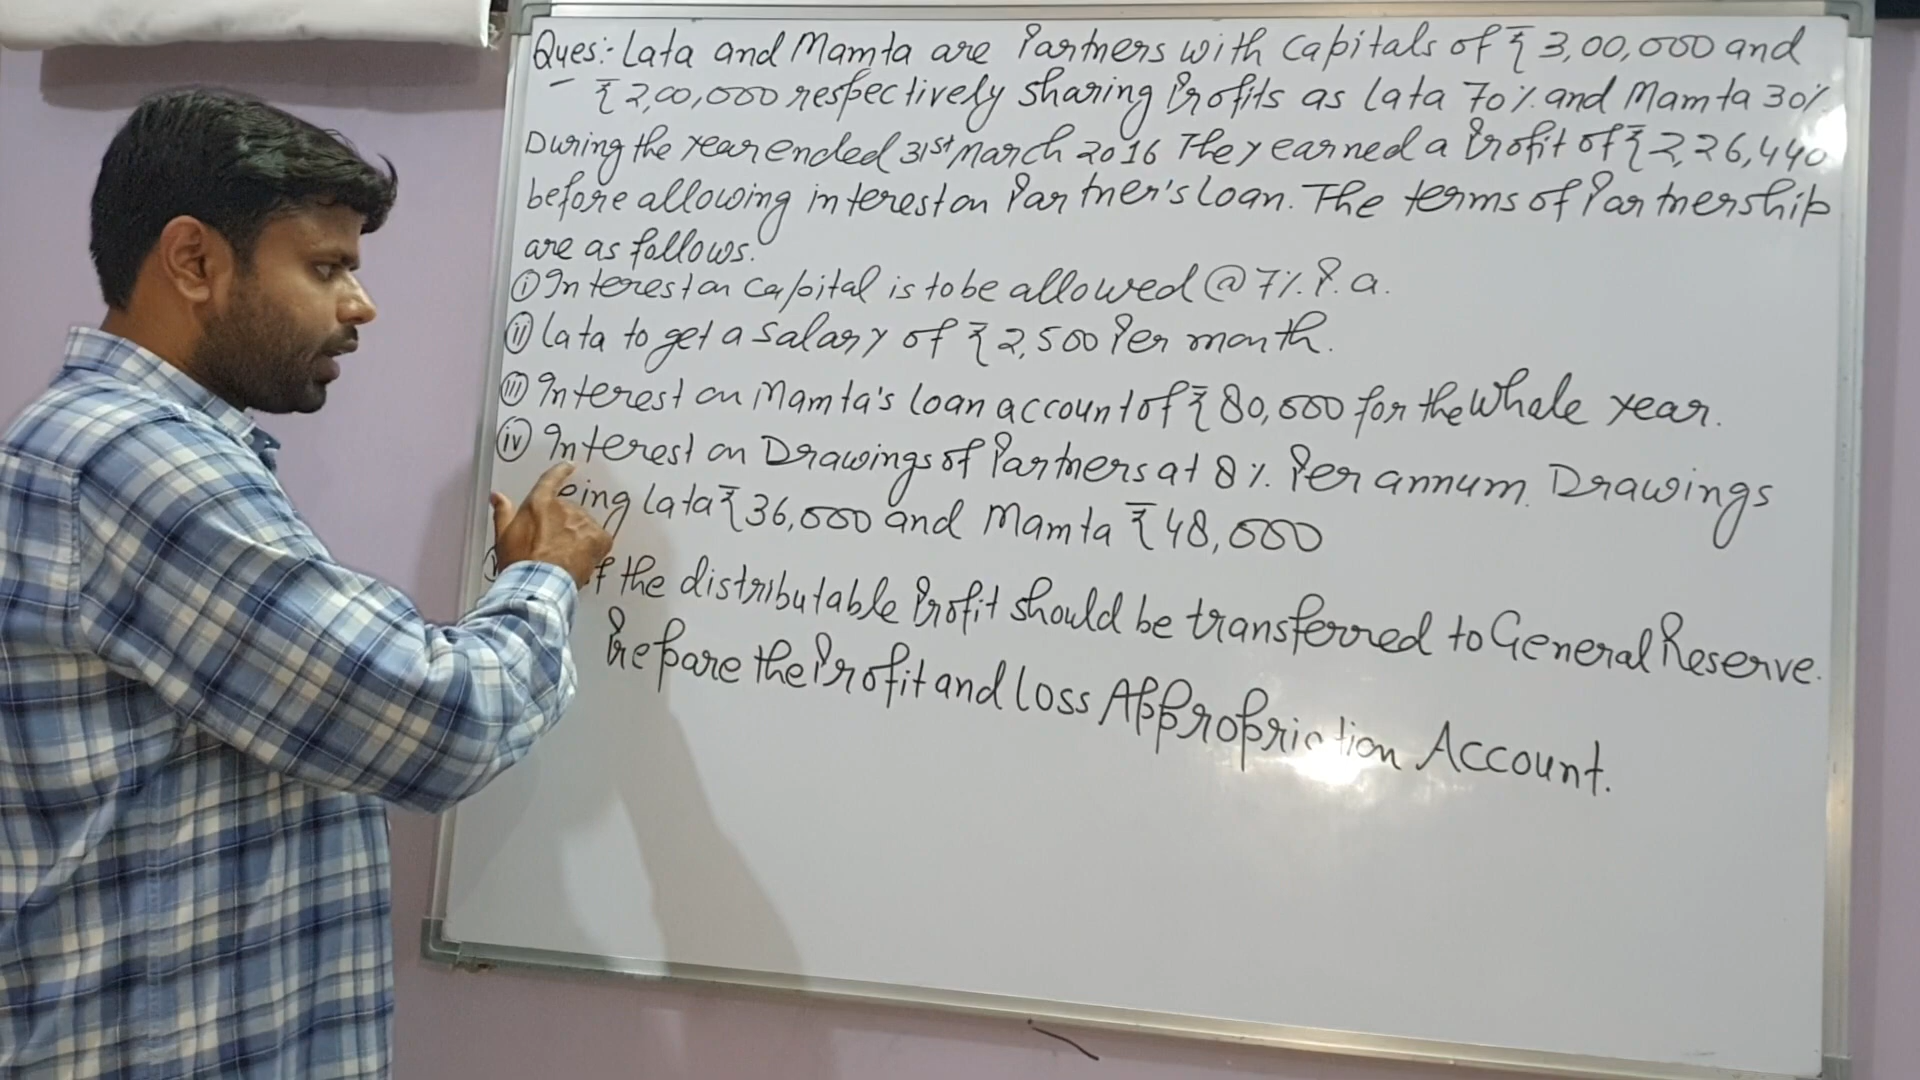 Ques:- Lata and Mamta are Partners with capitals of ₹ 3,00,000 and
₹ 2,00,000 respectively sharing Profits as Lata 70% and Mamta 30%.
During the Year ended 31st March 2016 They earned a Profit of ₹ 2,26,440
before allowing interest on Partner's Loan. The terms of Partnership
are as follows.
(i) Interest on Capital is to be allowed @ 7% P.a.
(ii) Lata to get a salary of ₹ 2,500 Per month.
(iii) Interest on Mamta's Loan account of ₹ 80,000 for the Whole Year.
(iv) Interest on Drawings of Partners at 8% Per annum. Drawings
eing Lata ₹ 36,000 and Mamta ₹ 48,000
f the distributable Profit should be transferred to General Reserve.
Prepare the Profit and Loss Appropriation Account.